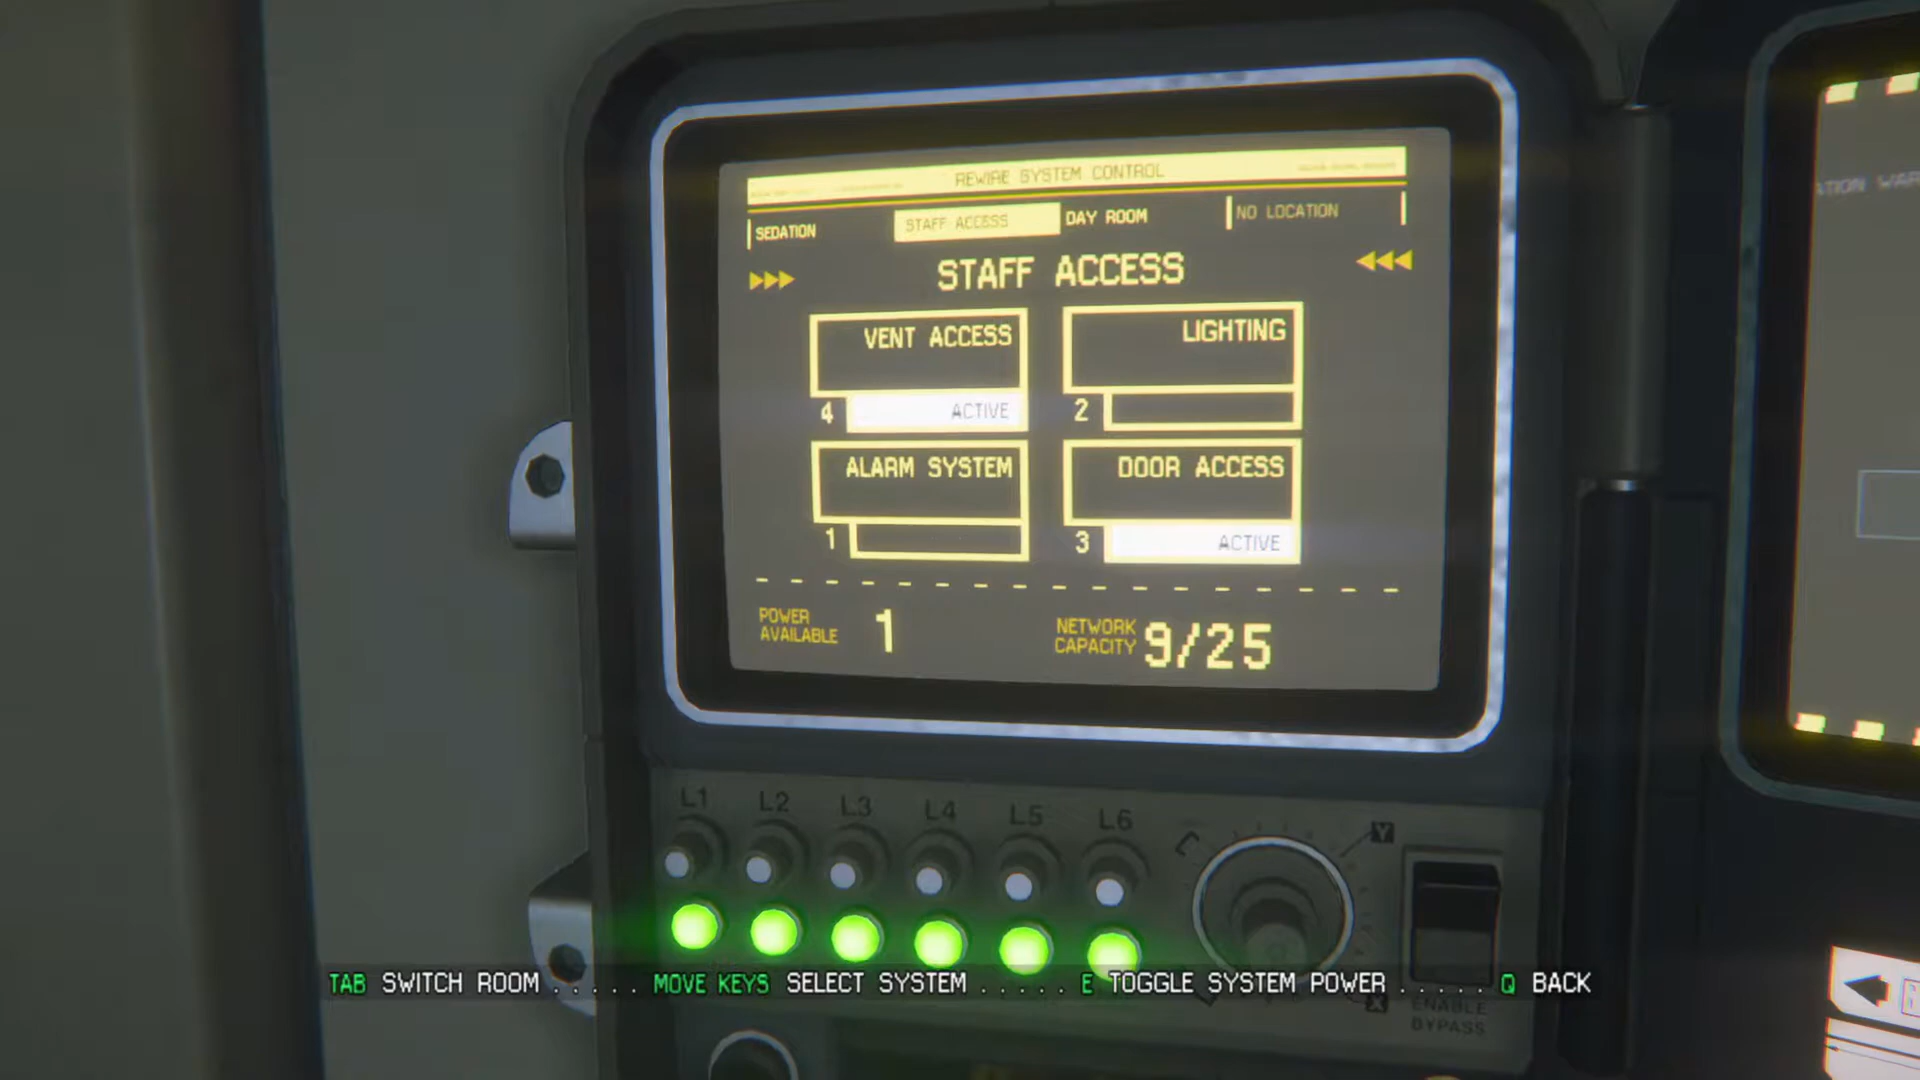 REWIRE SYSTEM CONTROL
SEDATION
STAFF ACCESS
DAY ROOM
NO LOCATION
STAFF ACCESS
VENT ACCESS
4 ACTIVE
LIGHTING
2
ALARM SYSTEM
1
DOOR ACCESS
3 ACTIVE
POWER
AVAILABLE
1
NETWORK
CAPACITY
9/25
L1 L2 L3 L4 L5 L6
Y
X
ENABLE
BYPASS
TAB SWITCH ROOM ..... MOVE KEYS SELECT SYSTEM ..... E TOGGLE SYSTEM POWER ..... Q BACK